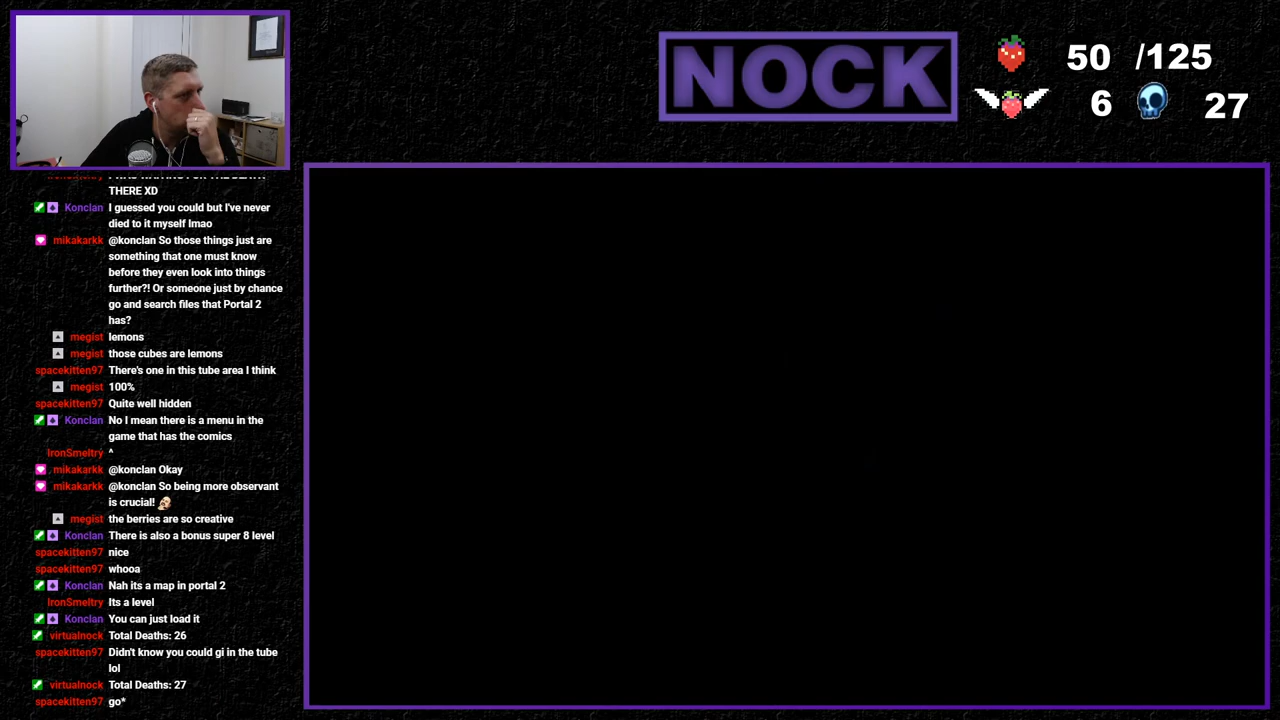 NOCK
50 /125
6
27
THERE XD
Konclan I guessed you could but I've never
died to it myself lmao
mikakarkk @konclan So those things just are
something that one must know
before they even look into things
further?! Or someone just by chance
go and search files that Portal 2
has?
megist lemons
megist those cubes are lemons
spacekitten97 There's one in this tube area I think
megist 100%
spacekitten97 Quite well hidden
Konclan No I mean there is a menu in the
game that has the comics
IronSmeltry ^
mikakarkk @konclan Okay
mikakarkk @konclan So being more observant
is crucial!
megist the berries are so creative
Konclan There is also a bonus super 8 level
spacekitten97 nice
spacekitten97 whooa
Konclan Nah its a map in portal 2
IronSmeltry Its a level
Konclan You can just load it
virtualnock Total Deaths: 26
spacekitten97 Didn't know you could gi in the tube
lol
virtualnock Total Deaths: 27
spacekitten97 go*